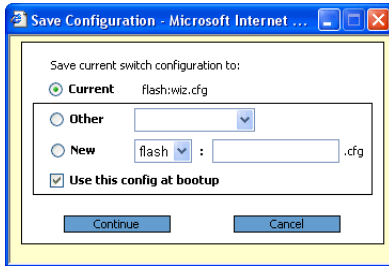 Save Configuration - Microsoft Internet ...
Save current switch configuration to:
Current flash:wiz.cfg
Other
New flash : .cfg
Use this config at bootup
Continue Cancel